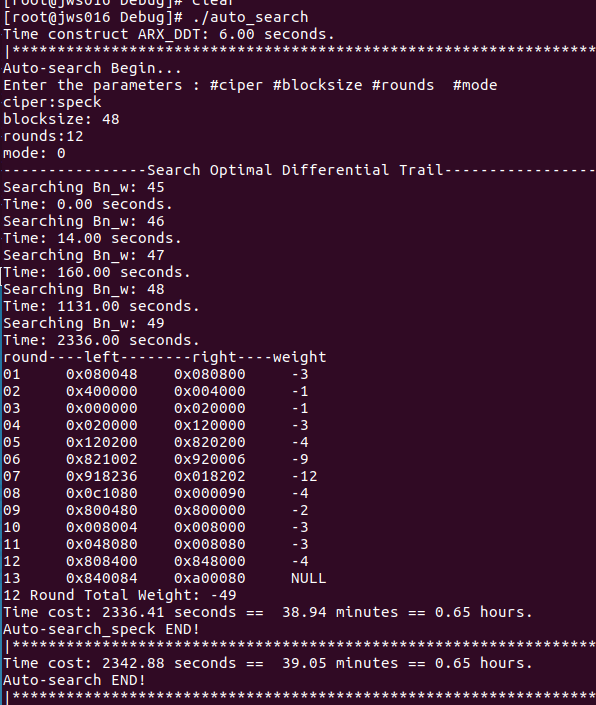 [root@jws016 Debug]# clear
[root@jws016 Debug]# ./auto_search
Time construct ARX_DDT: 6.00 seconds.
|************************************************************************
Auto-search Begin...
Enter the parameters : #ciper #blocksize #rounds  #mode
ciper:speck
blocksize: 48
rounds:12
mode: 0
----------------Search Optimal Differential Trail-----------------
Searching Bn_w: 45
Time: 0.00 seconds.
Searching Bn_w: 46
Time: 14.00 seconds.
Searching Bn_w: 47
Time: 160.00 seconds.
Searching Bn_w: 48
Time: 1131.00 seconds.
Searching Bn_w: 49
Time: 2336.00 seconds.
round----left--------right----weight
01     0x080048    0x080800     -3
02     0x400000    0x004000     -1
03     0x000000    0x020000     -1
04     0x020000    0x120000     -3
05     0x120200    0x820200     -4
06     0x821002    0x920006     -9
07     0x918236    0x018202     -12
08     0x0c1080    0x000090     -4
09     0x800480    0x800000     -2
10     0x008004    0x008000     -3
11     0x048080    0x008080     -3
12     0x808400    0x848000     -4
13     0x840084    0xa00080     NULL
12 Round Total Weight: -49
Time cost: 2336.41 seconds ==  38.94 minutes == 0.65 hours.
Auto-search_speck END!
|************************************************************************
Time cost: 2342.88 seconds ==  39.05 minutes == 0.65 hours.
Auto-search END!
|************************************************************************